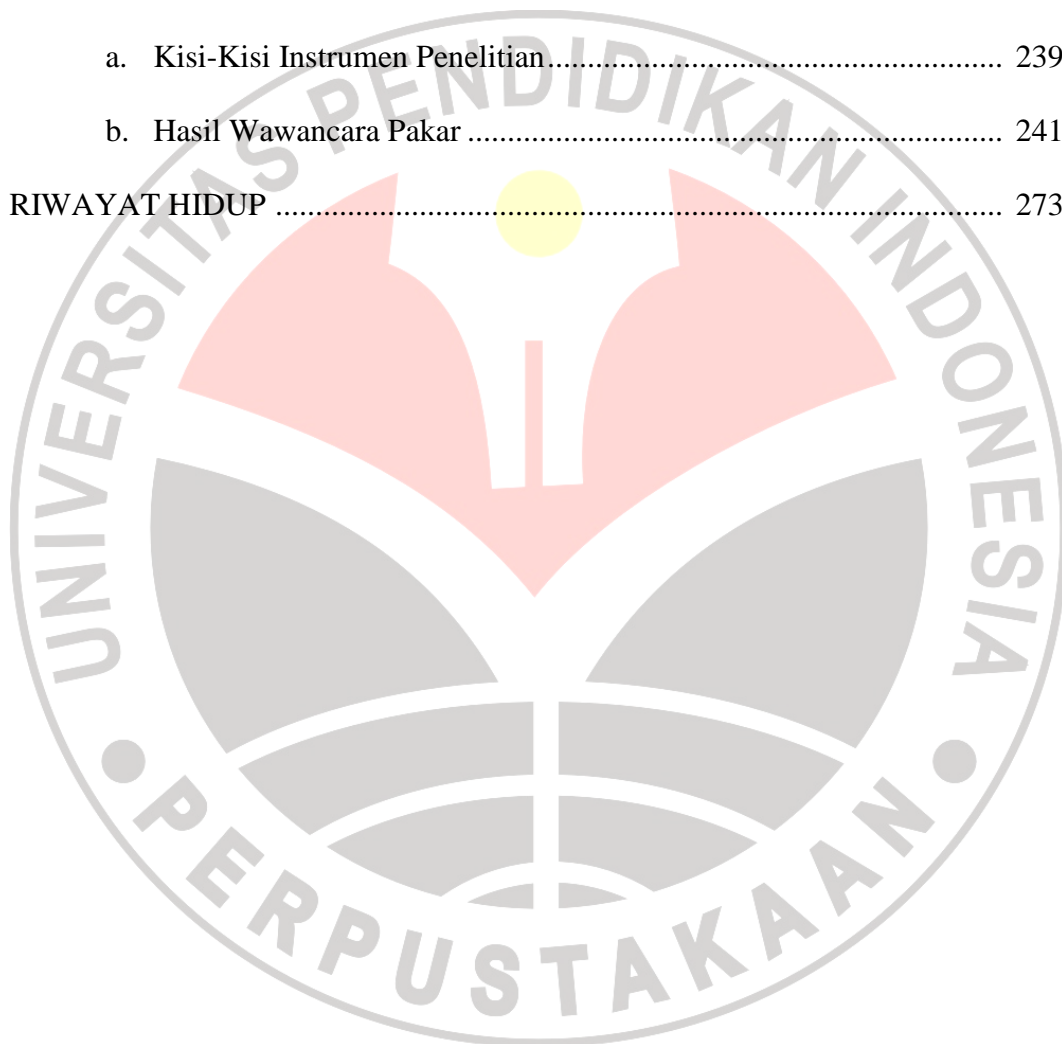 a. Kisi-Kisi Instrumen Penelitian........................................................ 239
b. Hasil Wawancara Pakar .................................................................. 241
RIWAYAT HIDUP .......................................................................................... 273
UNIVERSITAS PENDIDIKAN INDONESIA
PERPUSTAKAAN